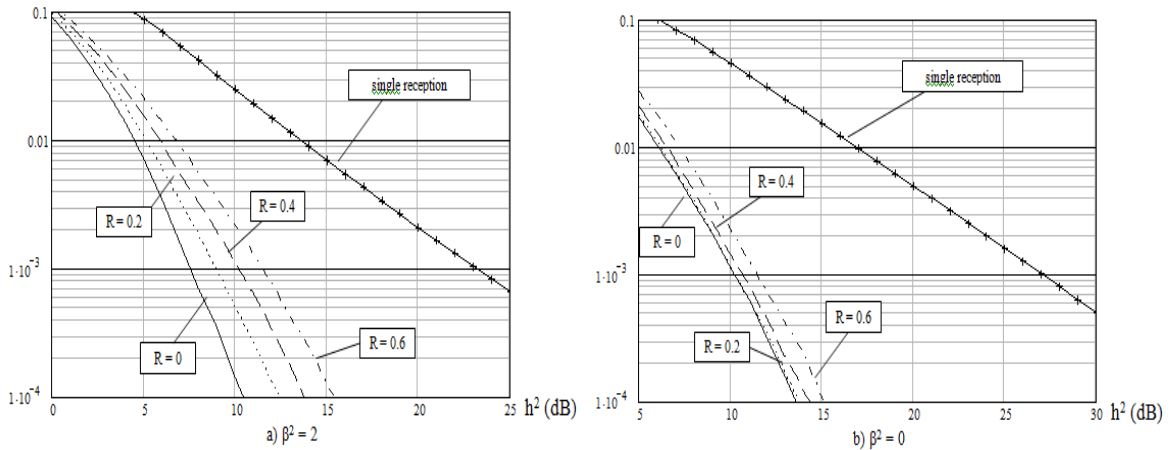 0.1
0.01
1·10⁻³
1·10⁻⁴
0
5
10
15
20
25
h² (dB)
single reception
R = 0.2
R = 0.4
R = 0
R = 0.6
a) β² = 2
0.1
0.01
1·10⁻³
1·10⁻⁴
5
10
15
20
25
30
h² (dB)
single reception
R = 0.4
R = 0
R = 0.6
R = 0.2
b) β² = 0